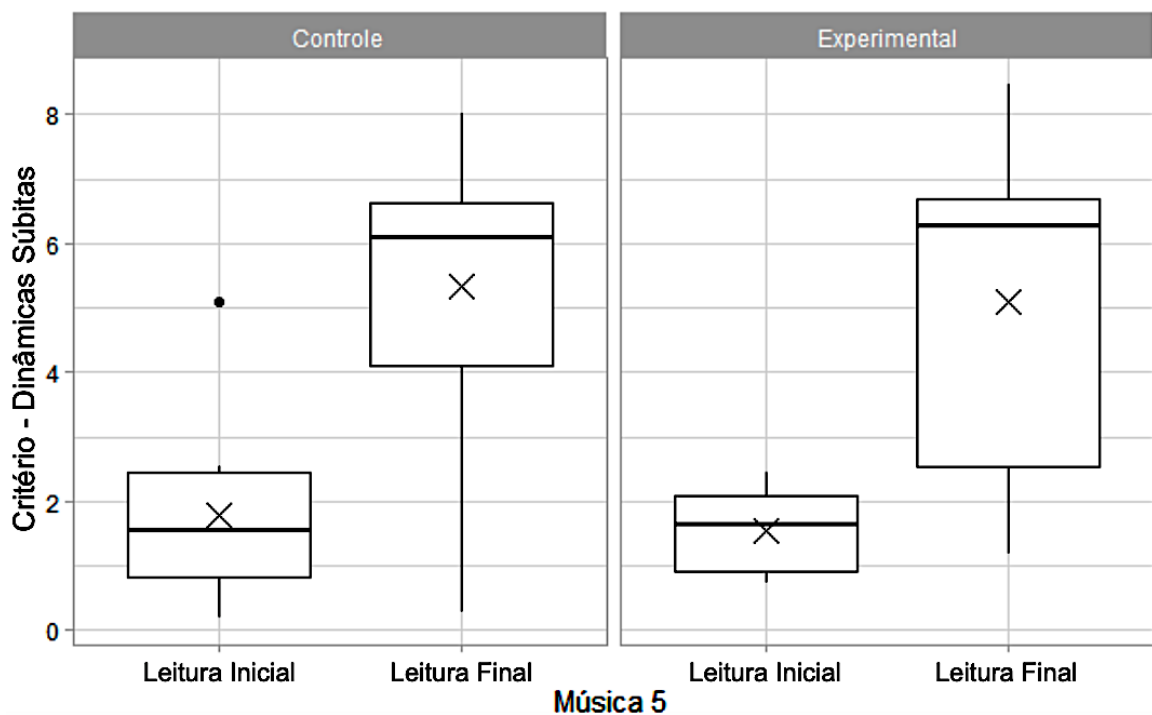 Controle
Experimental
Critério - Dinâmicas Súbitas
8
6
4
2
0
Leitura Inicial
Leitura Final
Leitura Inicial
Leitura Final
Música 5